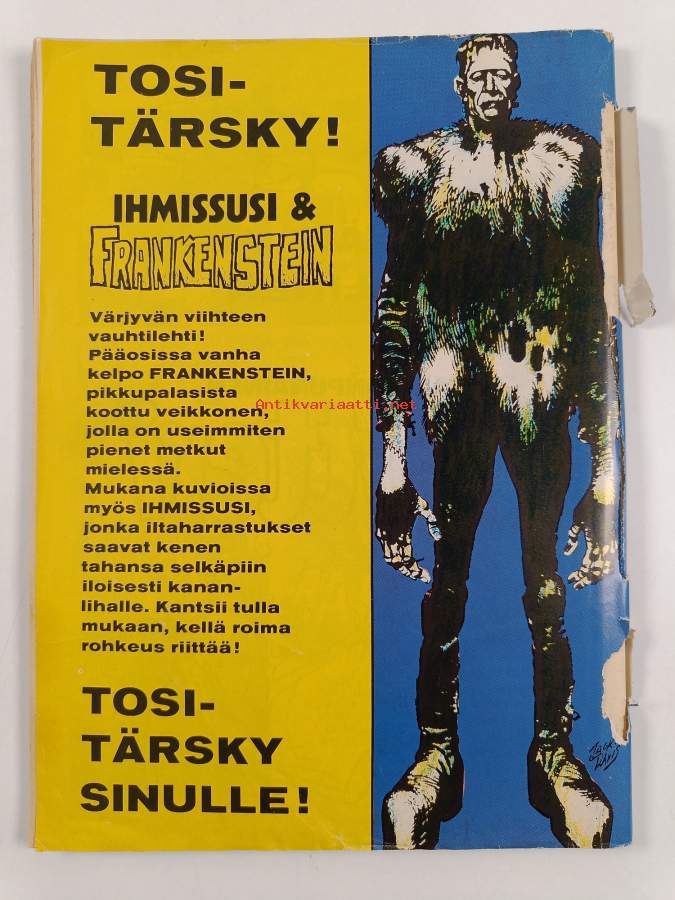 TOSI-
TÄRSKY!
IHMISSUSI &
FRANKENSTEIN
Värjyvän viihteen
vauhtilehti!
Pääosissa vanha
kelpo FRANKENSTEIN,
pikkupalasista
koottu veikkonen,
jolla on useimmiten
pienet metkut
mielessä.
Mukana kuvioissa
myös IHMISSUSI,
jonka iltaharrastukset
saavat kenen
tahansa selkäpiin
iloisesti kanan-
lihalle. Kantsii tulla
mukaan, kellä roima
rohkeus riittää!
TOSI-
TÄRSKY
SINULLE!
Antikvariaatti.net
JACK
DAVIS